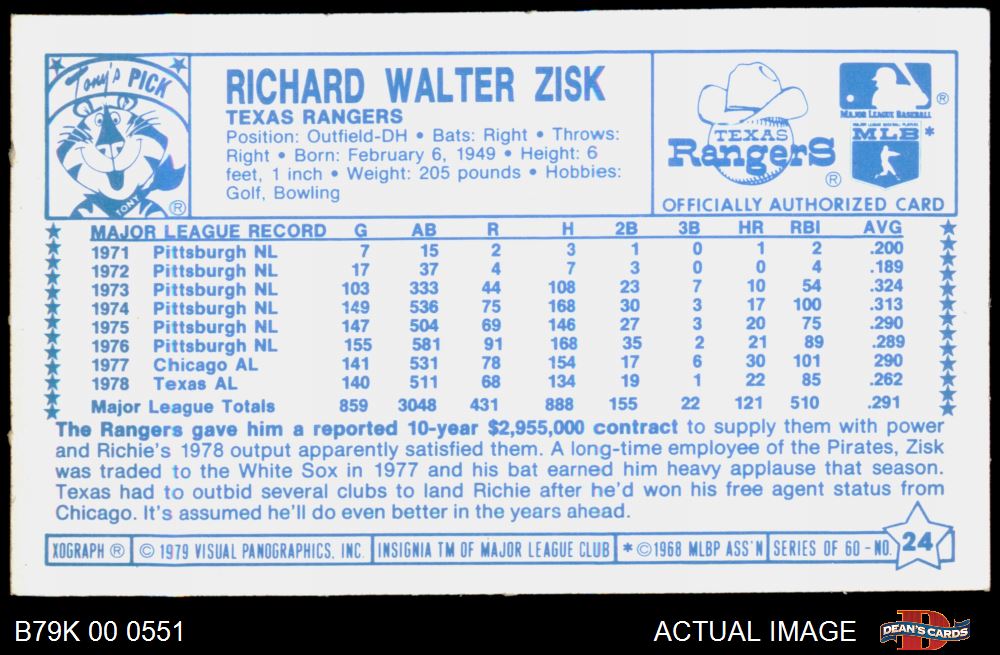 Tony's PICK
TONY
®
RICHARD WALTER ZISK
TEXAS RANGERS
Position: Outfield-DH • Bats: Right • Throws:
Right • Born: February 6, 1949 • Height: 6
feet, 1 inch • Weight: 205 pounds • Hobbies:
Golf, Bowling
TEXAS
RangerS
®
®
MAJOR LEAGUE BASEBALL
MAJOR LEAGUE BASEBALL PLAYERS
MLB *
OFFICIALLY AUTHORIZED CARD
MAJOR LEAGUE RECORD G AB R H 2B 3B HR RBI AVG
1971 Pittsburgh NL 7 15 2 3 1 0 1 2 .200
1972 Pittsburgh NL 17 37 4 7 3 0 0 4 .189
1973 Pittsburgh NL 103 333 44 108 23 7 10 54 .324
1974 Pittsburgh NL 149 536 75 168 30 3 17 100 .313
1975 Pittsburgh NL 147 504 69 146 27 3 20 75 .290
1976 Pittsburgh NL 155 581 91 168 35 2 21 89 .289
1977 Chicago AL 141 531 78 154 17 6 30 101 290
1978 Texas AL 140 511 68 134 19 1 22 85 .262
Major League Totals 859 3048 431 888 155 22 121 510 .291
The Rangers gave him a reported 10-year $2,955,000 contract to supply them with power
and Richie's 1978 output apparently satisfied them. A long-time employee of the Pirates, Zisk
was traded to the White Sox in 1977 and his bat earned him heavy applause that season.
Texas had to outbid several clubs to land Richie after he'd won his free agent status from
Chicago. It's assumed he'll do even better in the years ahead.
XOGRAPH ® © 1979 VISUAL PANOGRAPHICS, INC. INSIGNIA TM OF MAJOR LEAGUE CLUB * ©1968 MLBP ASS'N SERIES OF 60 - NO. 24
B79K 00 0551 ACTUAL IMAGE DEAN'S CARDS